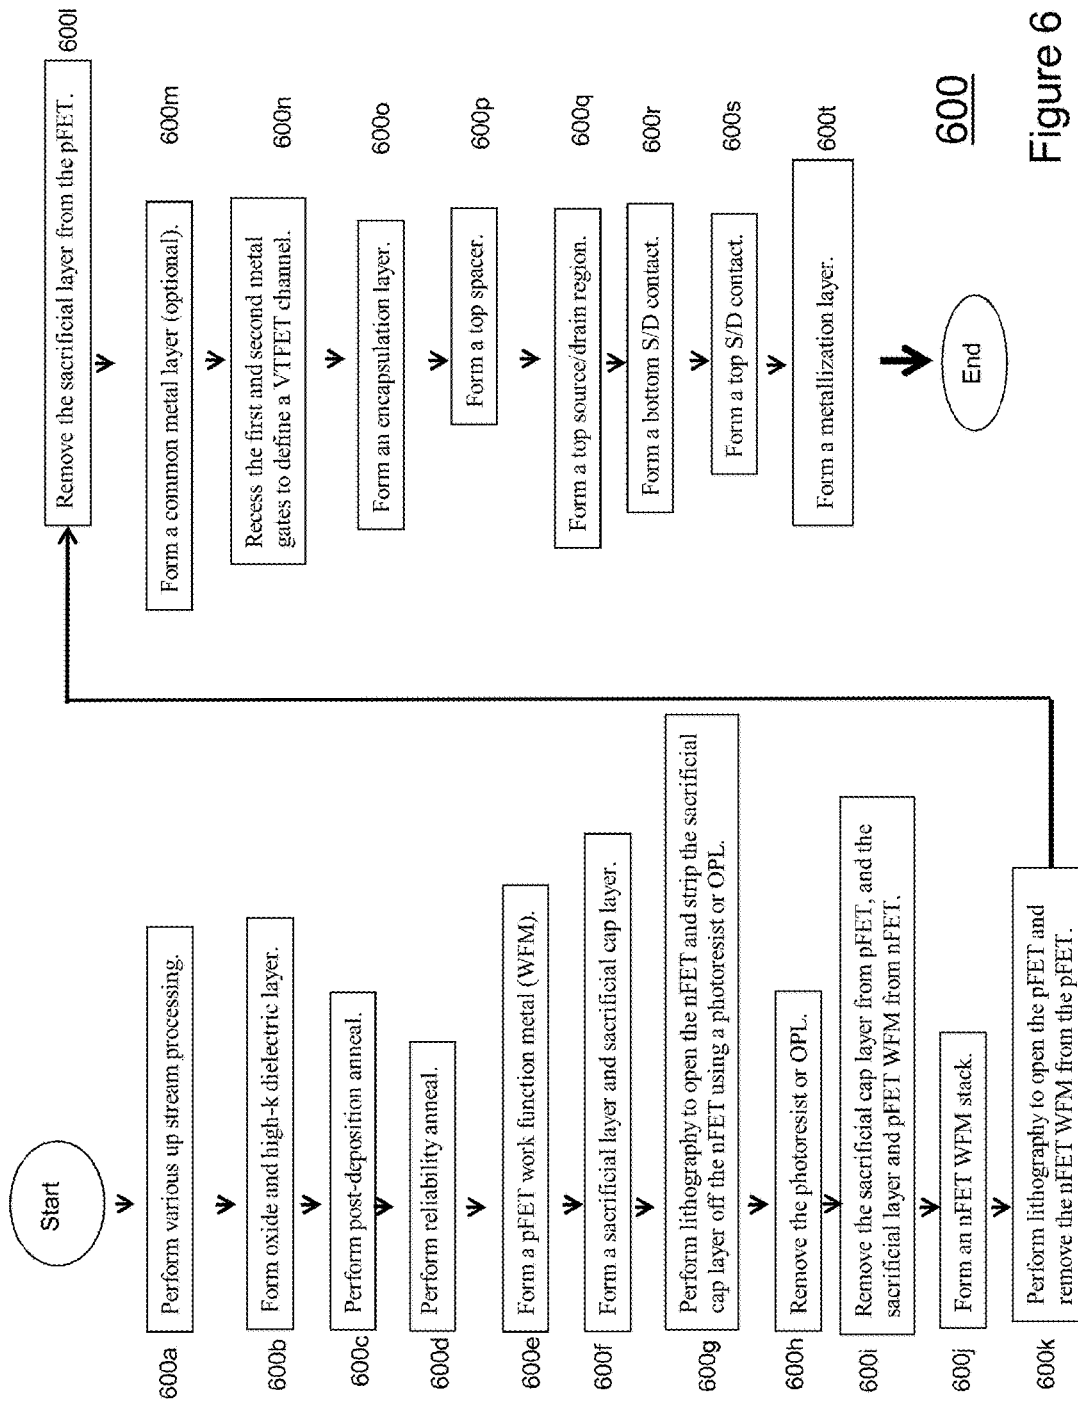 Start
600a
Perform various up stream processing.
600b
Form oxide and high-k dielectric layer.
600c
Perform post-deposition anneal.
600d
Perform reliability anneal.
600e
Form a pFET work function metal (WFM).
600f
Form a sacrificial layer and sacrificial cap layer.
600g
Perform lithography to open the nFET and strip the sacrificial
cap layer off the nFET using a photoresist or OPL.
600h
Remove the photoresist or OPL.
600i
Remove the sacrificial cap layer from pFET, and the
sacrificial layer and pFET WFM from nFET.
600j
Form an nFET WFM stack.
600k
Perform lithography to open the pFET and
remove the nFET WFM from the pFET.
Remove the sacrificial layer from the pFET.
600l
Form a common metal layer (optional).
600m
Recess the first and second metal
gates to define a VTFET channel.
600n
Form an encapsulation layer.
600o
Form a top spacer.
600p
Form a top source/drain region.
600q
Form a bottom S/D contact.
600r
Form a top S/D contact.
600s
Form a metallization layer.
600t
End
600
Figure 6